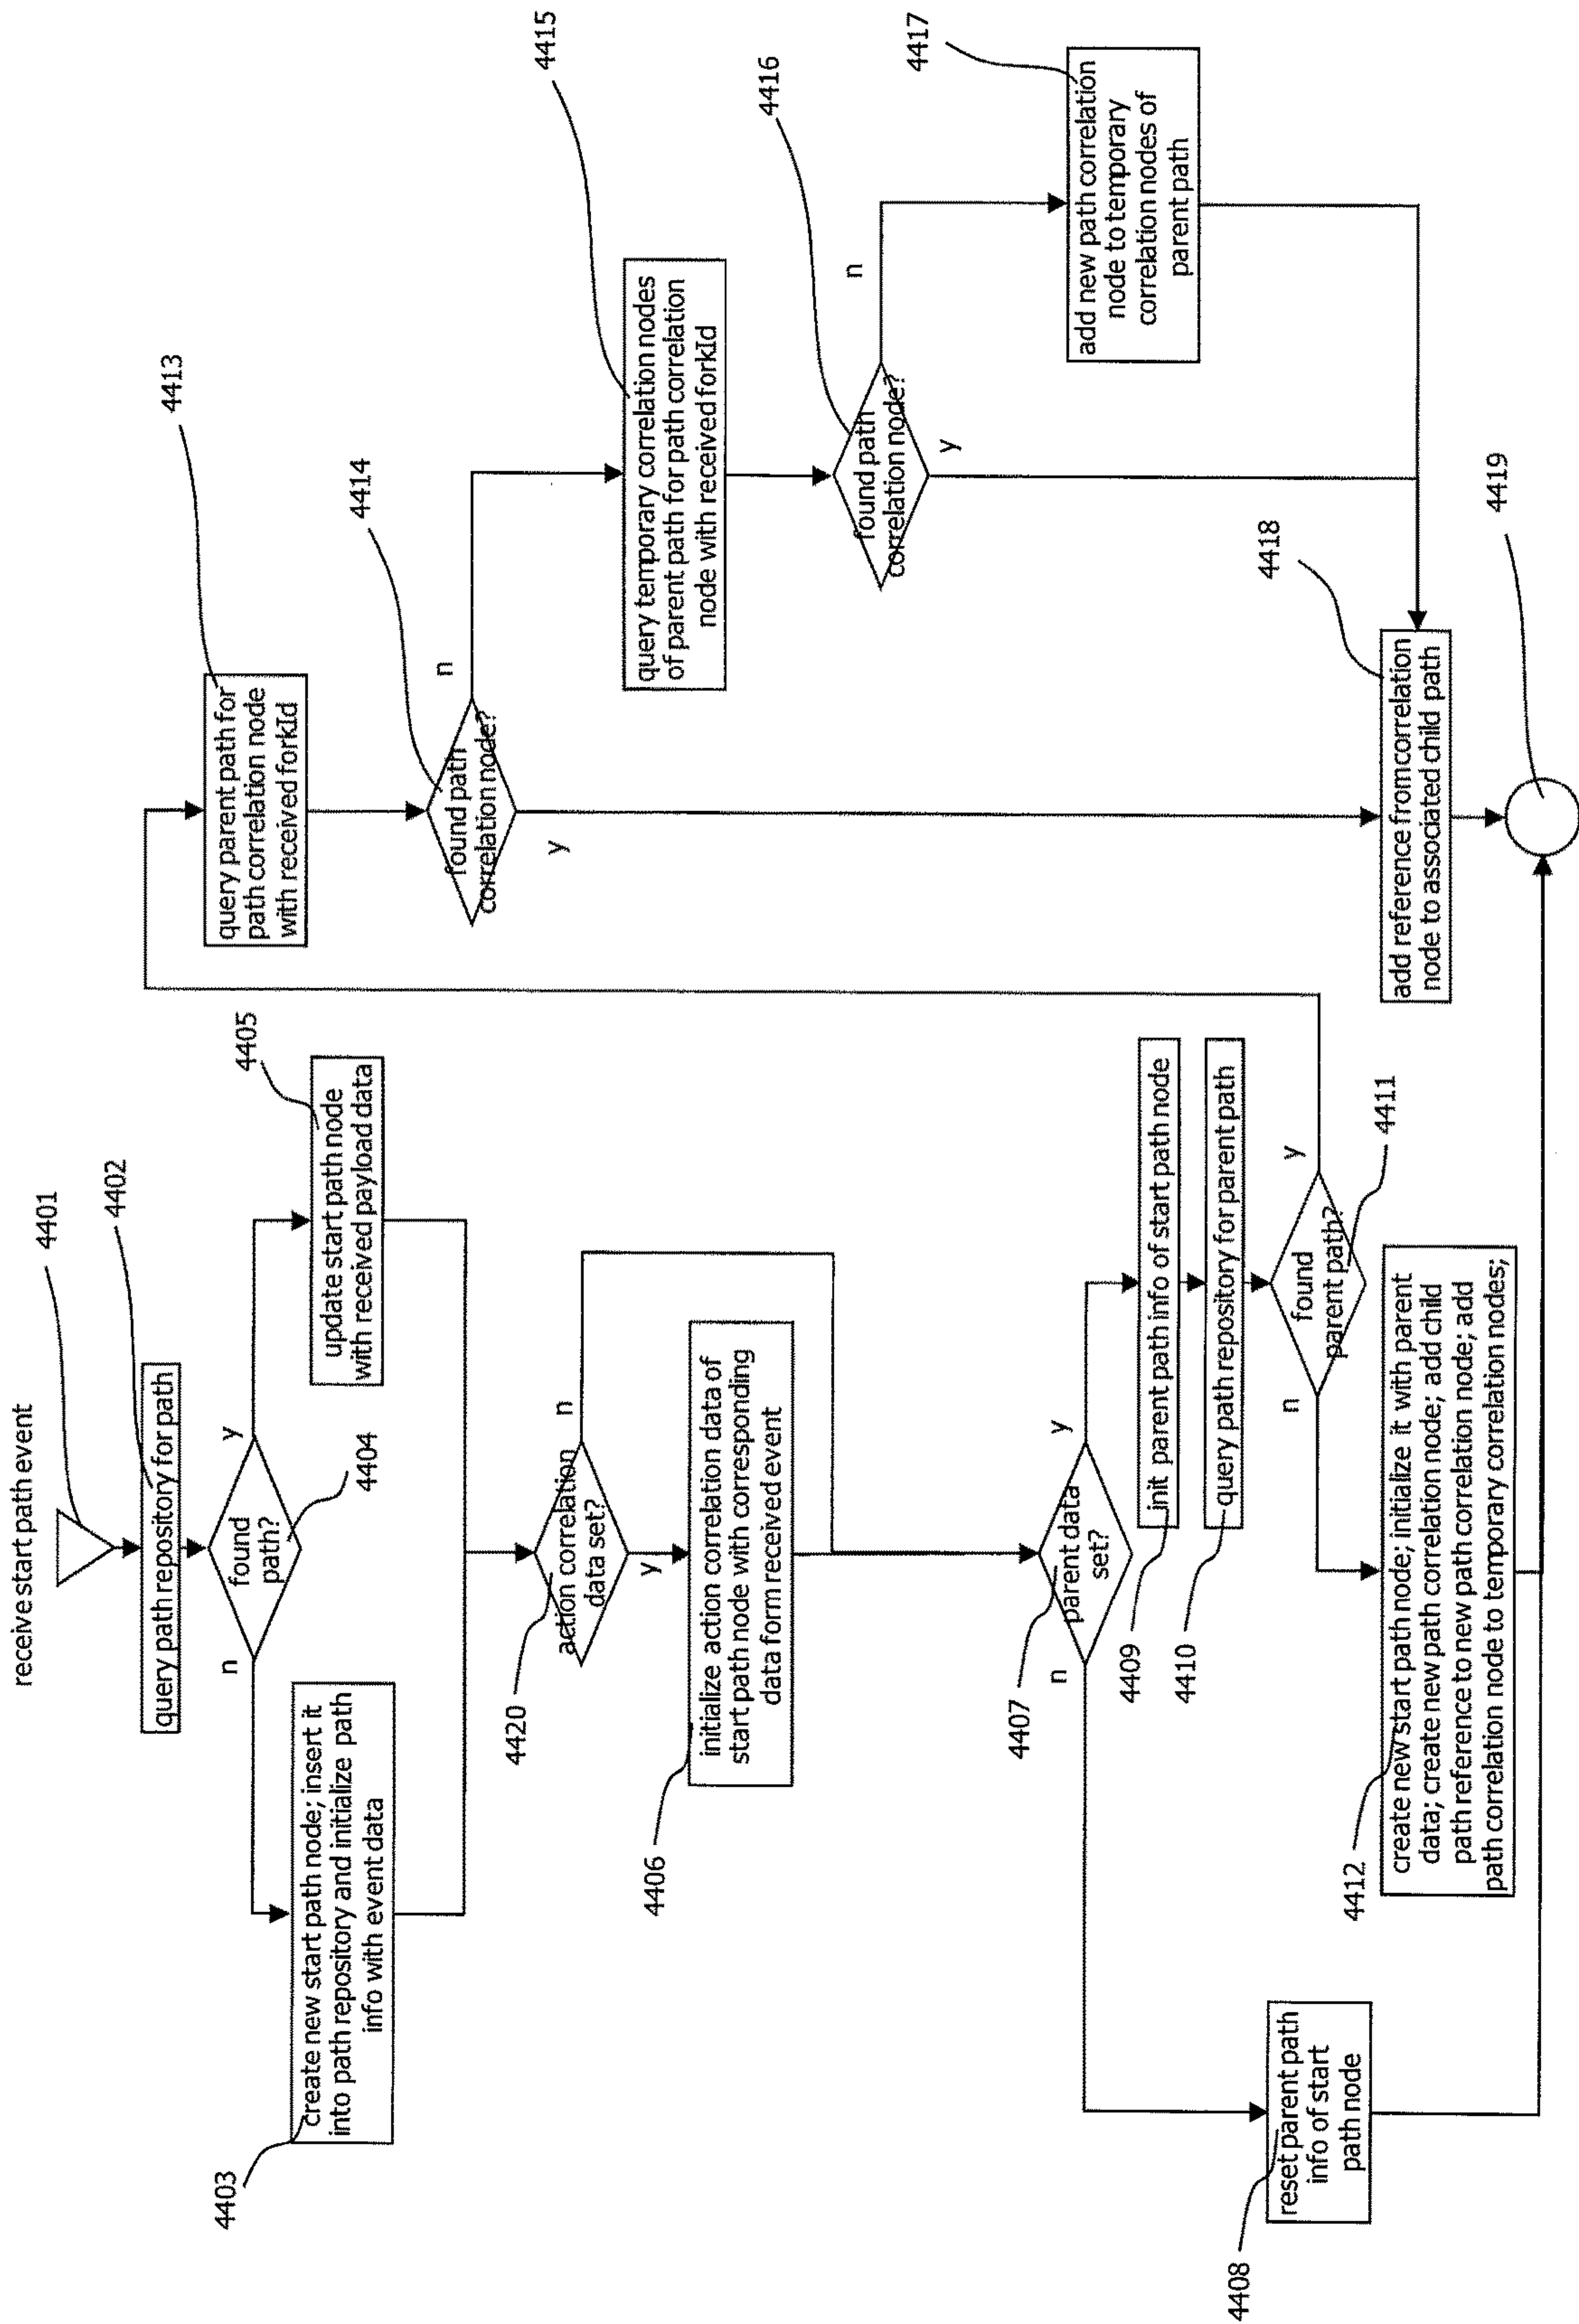 receive start path event
4401
query path repository for path
4402
found
path?
4404
n
y
create new start path node; insert it
into path repository and initialize path
info with event data
4403
update start path node
with received payload data
4405
action correlation
data set?
4420
n
y
initialize action correlation data of
start path node with corresponding
data form received event
4406
parent data
set?
4407
n
y
reset parent path
info of start
path node
4408
init parent path info of start path node
4409
query path repository for parent path
4410
found
parent path?
4411
n
y
create new start path node; initialize it with parent
data; create new path correlation node; add child
path reference to new path correlation node; add
path correlation node to temporary correlation nodes;
4412
query parent path for
path correlation node
with received forkId
4413
found path
correlation node?
4414
n
y
query temporary correlation nodes
of parent path for path correlation
node with received forkId
4415
found path
correlation node?
4416
n
y
add new path correlation
node to temporary
correlation nodes of
parent path
4417
add reference from correlation
node to associated child path
4418
4419